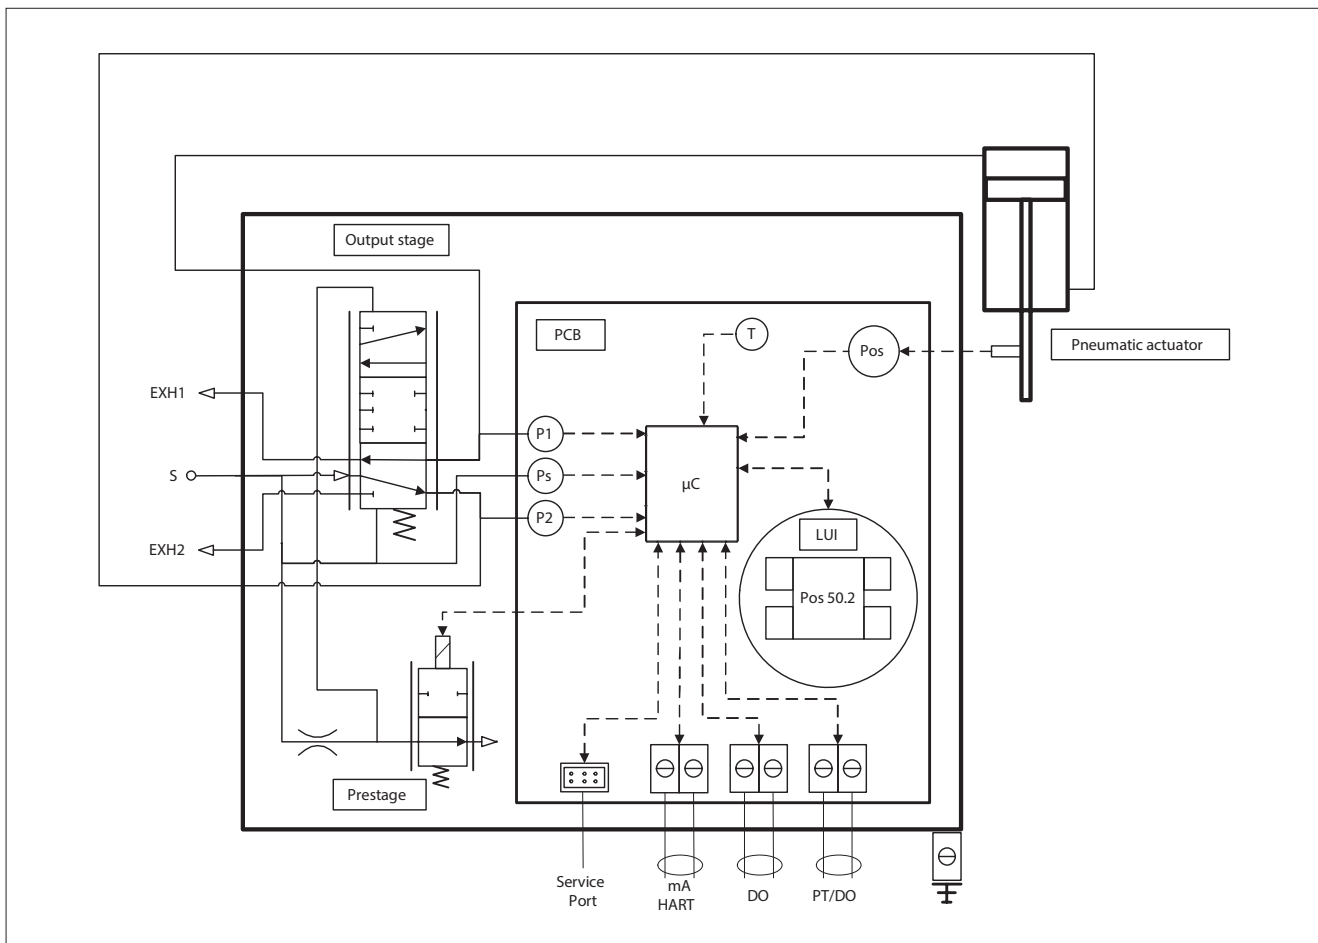 Output stage
PCB
T
Pos
Pneumatic actuator
EXH1
P1
S
Ps
µC
P2
LUI
EXH2
Pos 50.2
Prestage
Service
Port
mA
HART
DO
PT/DO